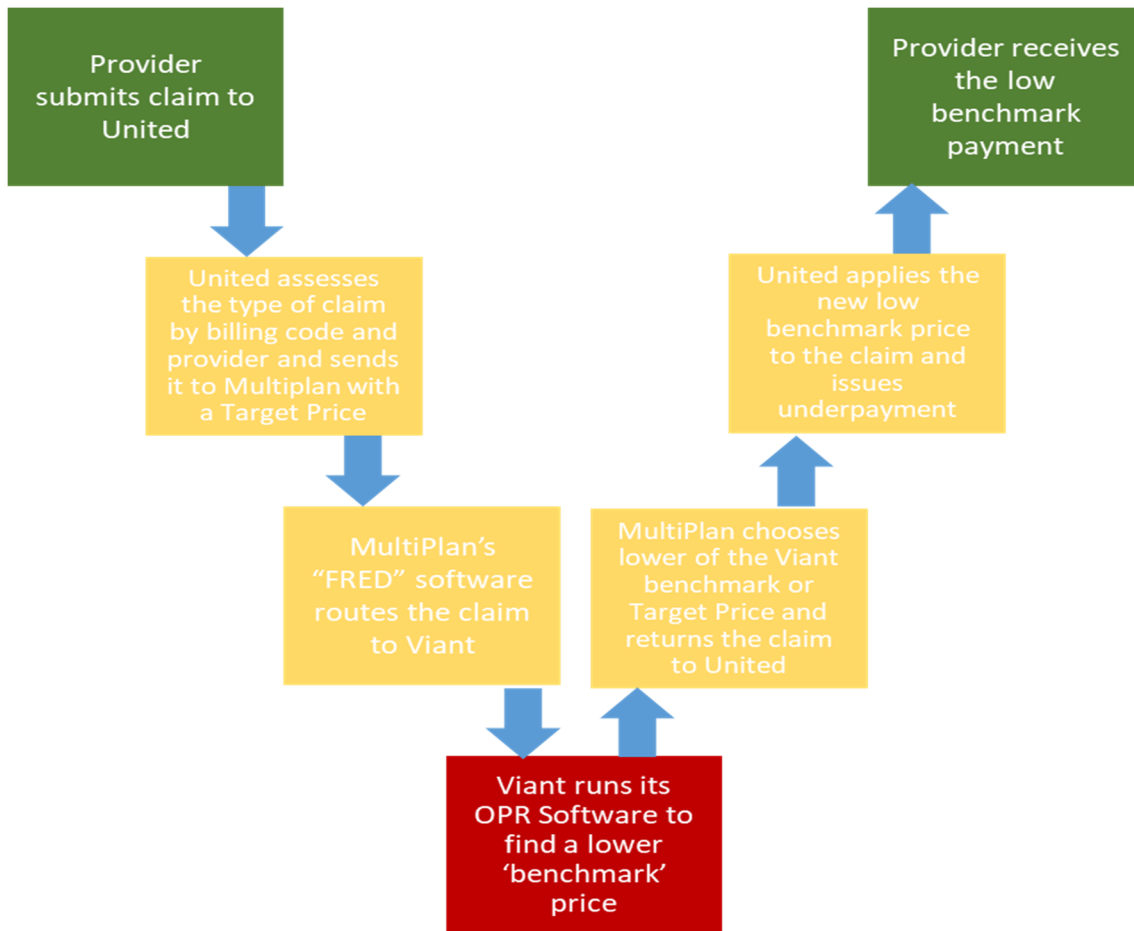 Provider
submits claim to
United
United assesses
the type of claim
by billing code and
provider and sends
it to Multiplan with
a Target Price
MultiPlan's
“FRED” software
routes the claim
to Viant
Viant runs its
OPR Software to
find a lower
‘benchmark’
price
MultiPlan chooses
lower of the Viant
benchmark or
Target Price and
returns the claim
to United
United applies the
new low
benchmark price
to the claim and
issues
underpayment
Provider receives
the low
benchmark
payment